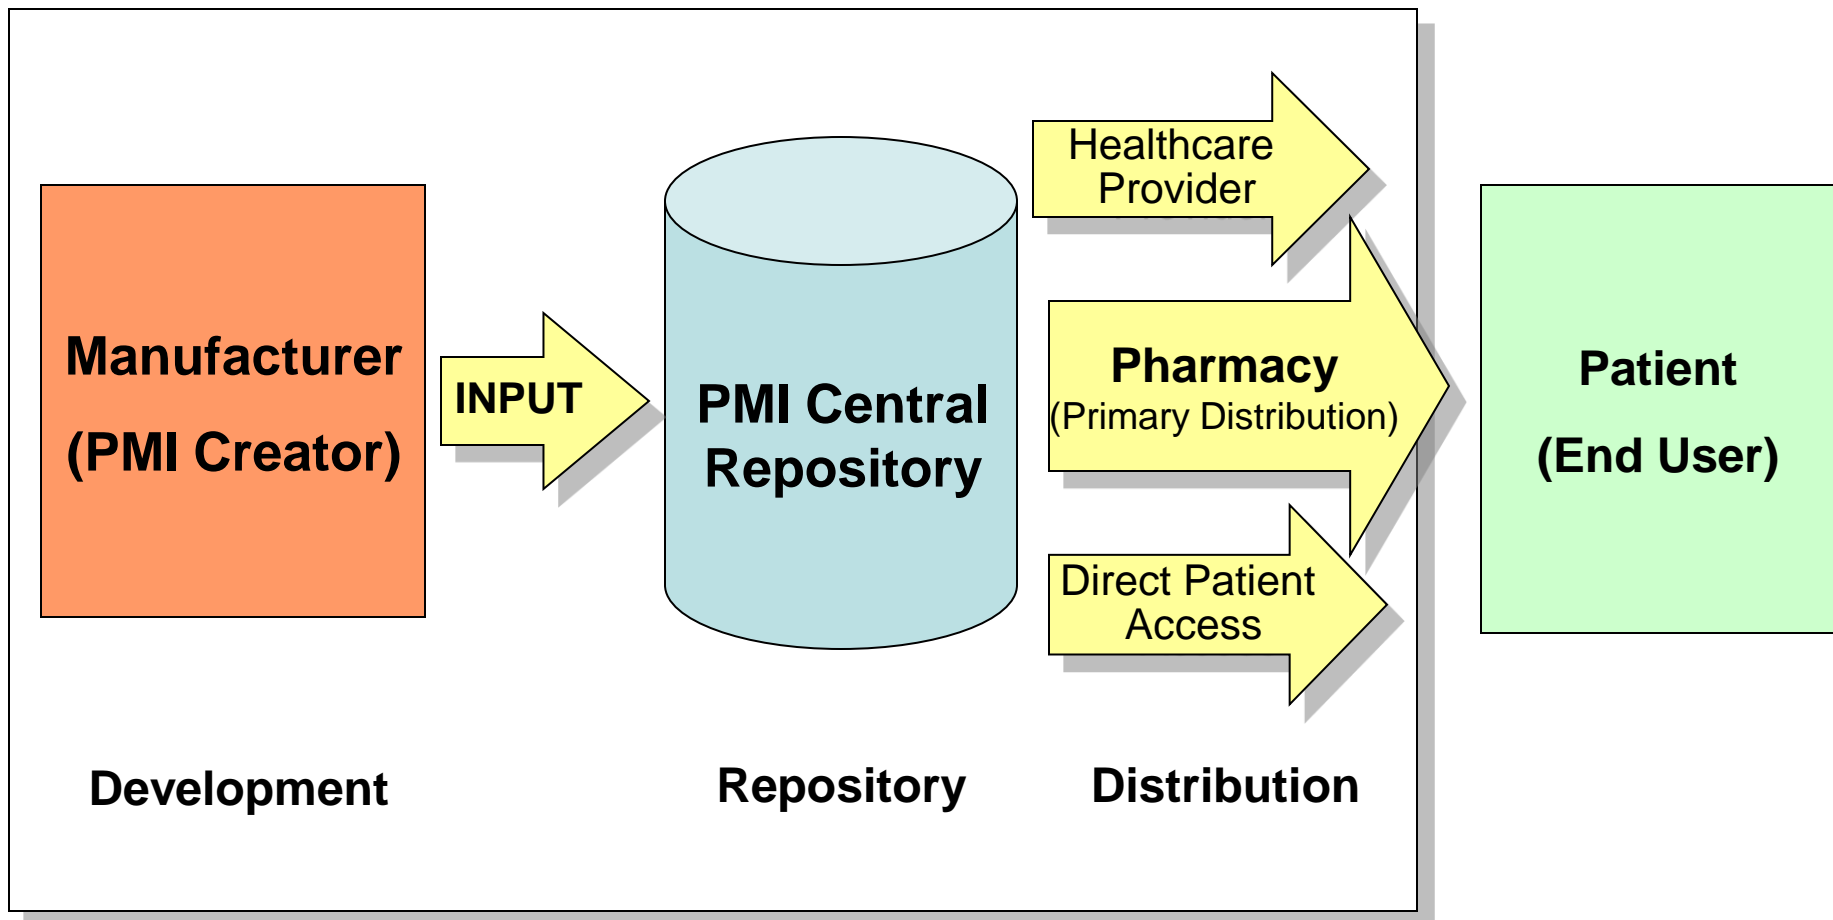 Manufacturer
(PMI Creator)
INPUT
PMI Central
Repository
Healthcare
Provider
Pharmacy
(Primary Distribution)
Direct Patient
Access
Patient
(End User)
Development
Repository
Distribution